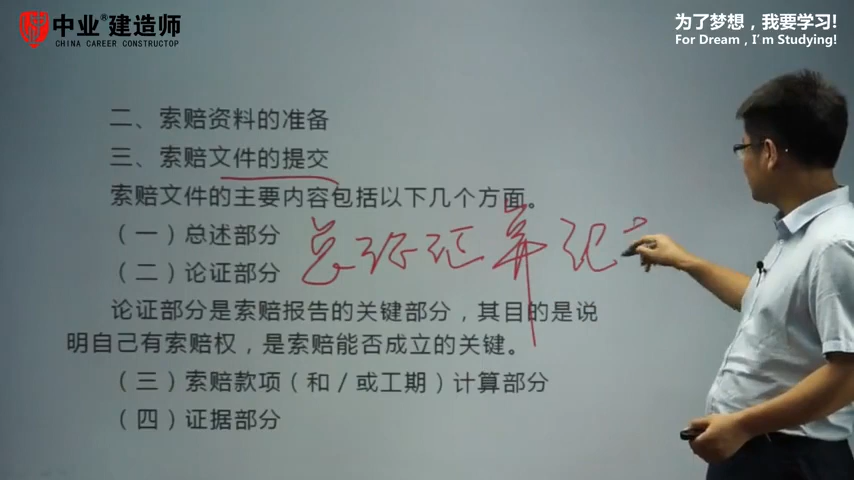 中业®建造师
CHINA CAREER CONSTRUCTOP
为了梦想，我要学习!
For Dream , I'm Studying!
二、索赔资料的准备
三、索赔文件的提交
索赔文件的主要内容包括以下几个方面。
（一）总述部分
（二）论证部分
论证部分是索赔报告的关键部分，其目的是说
明自己有索赔权，是索赔能否成立的关键。
（三）索赔款项（和/或工期）计算部分
（四）证据部分